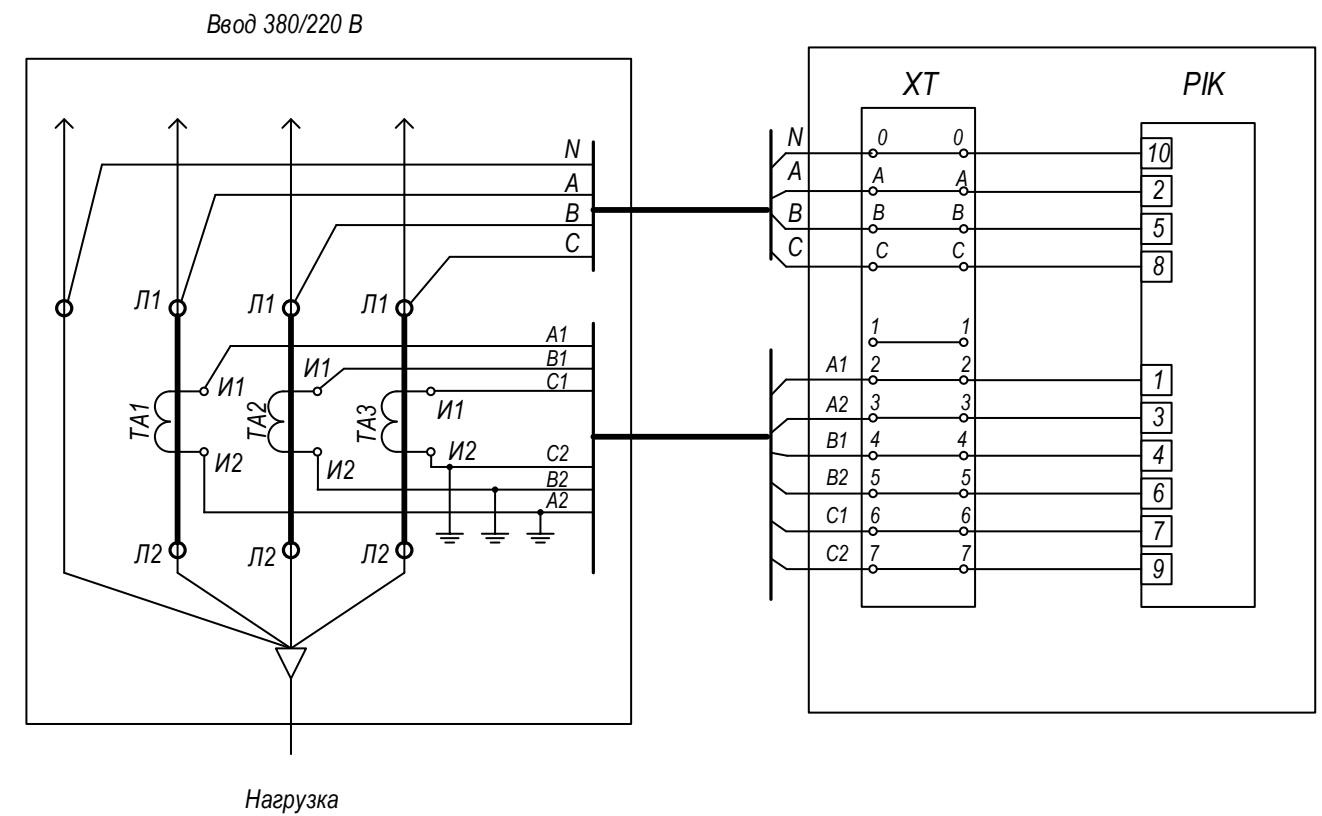 Ввод 380/220 В
XT
PIK
N
A
B
C
N
A
B
C
0 0
A A
B B
C C
10
2
5
8
Л1
Л1
Л1
A1
B1
C1
И1
И1
И1
TA1
TA2
TA3
И2
И2
И2
C2
B2
A2
Л2
Л2
Л2
1 1
A1 2 2 1
A2 3 3 3
B1 4 4 4
B2 5 5 6
C1 6 6 7
C2 7 7 9
Нагрузка